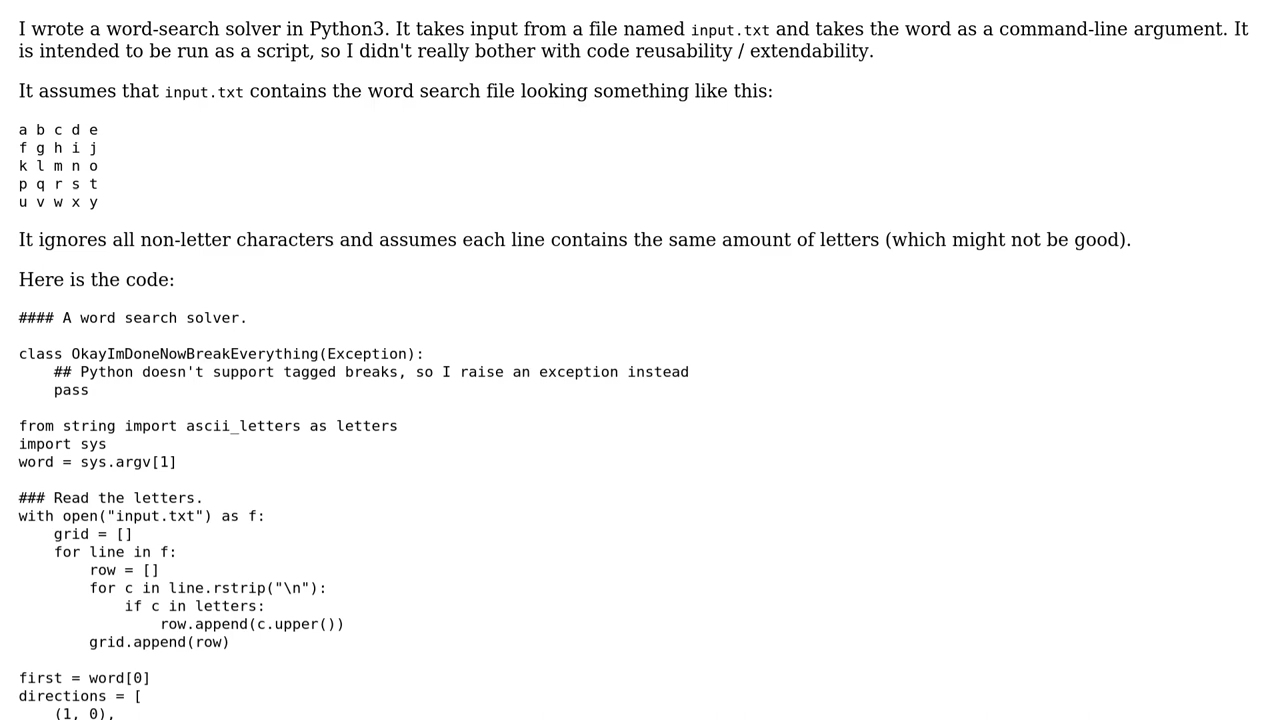 I wrote a word-search solver in Python3. It takes input from a file named input.txt and takes the word as a command-line argument. It
is intended to be run as a script, so I didn't really bother with code reusability / extendability.
It assumes that input.txt contains the word search file looking something like this:
a b c d e
f g h i j
k l m n o
p q r s t
u v w x y
It ignores all non-letter characters and assumes each line contains the same amount of letters (which might not be good).
Here is the code:
#### A word search solver.
class OkayImDoneNowBreakEverything(Exception):
    ## Python doesn't support tagged breaks, so I raise an exception instead
    pass
from string import ascii_letters as letters
import sys
word = sys.argv[1]
### Read the letters.
with open("input.txt") as f:
    grid = []
    for line in f:
        row = []
        for c in line.rstrip("\n"):
            if c in letters:
                row.append(c.upper())
        grid.append(row)
first = word[0]
directions = [
    (1, 0),